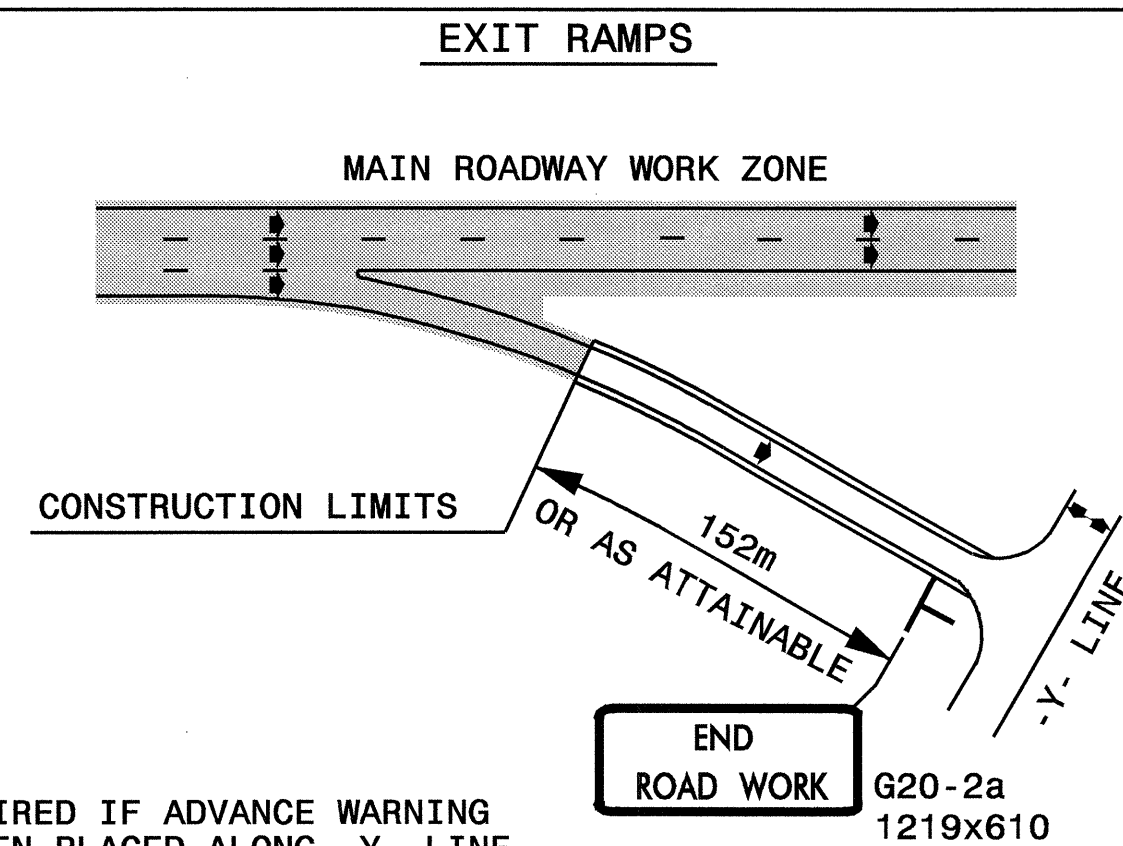 EXIT RAMPS
MAIN ROADWAY WORK ZONE
CONSTRUCTION LIMITS
152m
OR AS ATTAINABLE
-Y- LINE
END
ROAD WORK
G20-2a
1219x610
IF ADVANCE WARNING
PLACED ALONG -Y- LINE